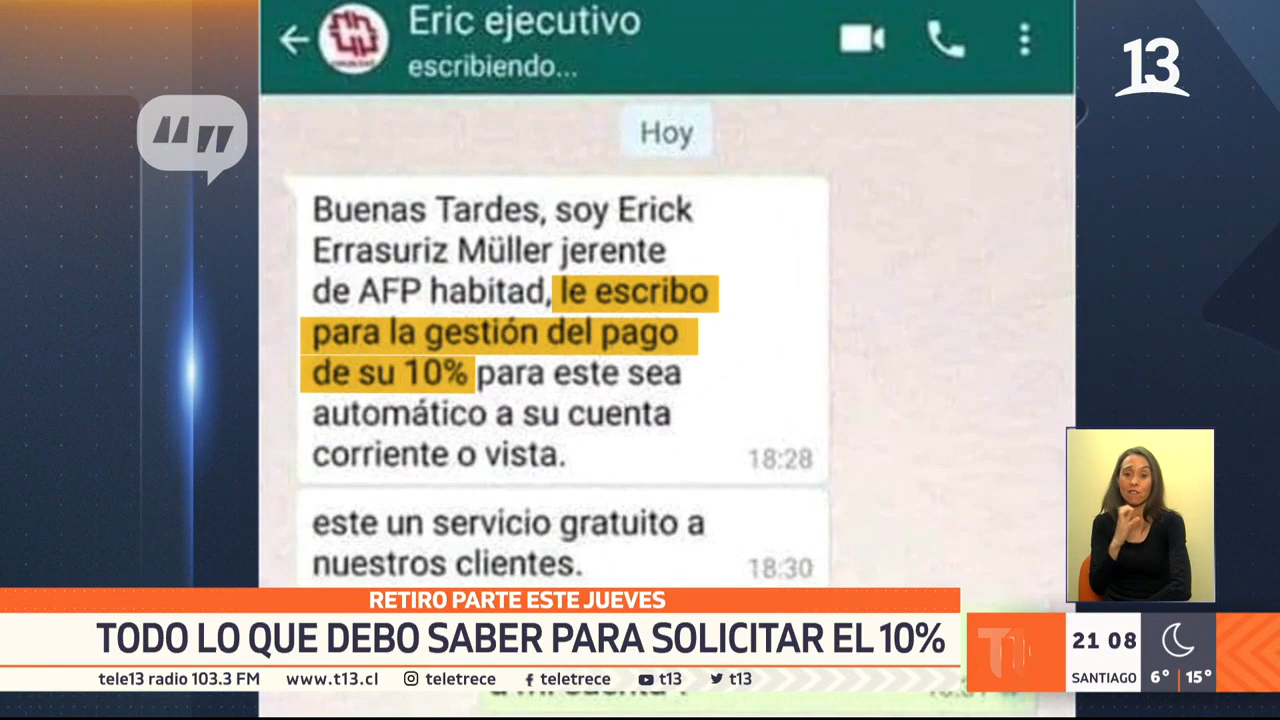 Eric ejecutivo
escribiendo...
13
Hoy
Buenas Tardes, soy Erick
Errasuriz Müller jerente
de AFP habitad, le escribo
para la gestión del pago
de su 10% para este sea
automático a su cuenta
corriente o vista.
18:28
este un servicio gratuito a
nuestros clientes.
18:30
RETIRO PARTE ESTE JUEVES
TODO LO QUE DEBO SABER PARA SOLICITAR EL 10%
tele13 radio 103.3 FM www.t13.cl teletrece teletrece t13 t13
T13
21 08
SANTIAGO 6° 15°